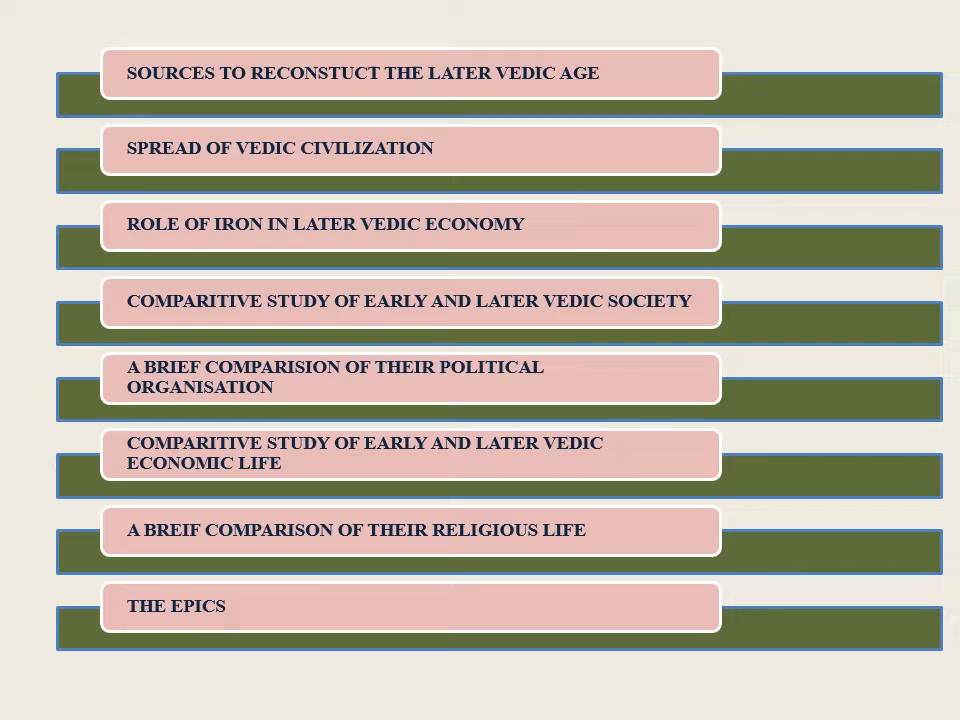 SOURCES TO RECONSTUCT THE LATER VEDIC AGE
SPREAD OF VEDIC CIVILIZATION
ROLE OF IRON IN LATER VEDIC ECONOMY
COMPARITIVE STUDY OF EARLY AND LATER VEDIC SOCIETY
A BRIEF COMPARISION OF THEIR POLITICAL
ORGANISATION
COMPARITIVE STUDY OF EARLY AND LATER VEDIC
ECONOMIC LIFE
A BREIF COMPARISON OF THEIR RELIGIOUS LIFE
THE EPICS